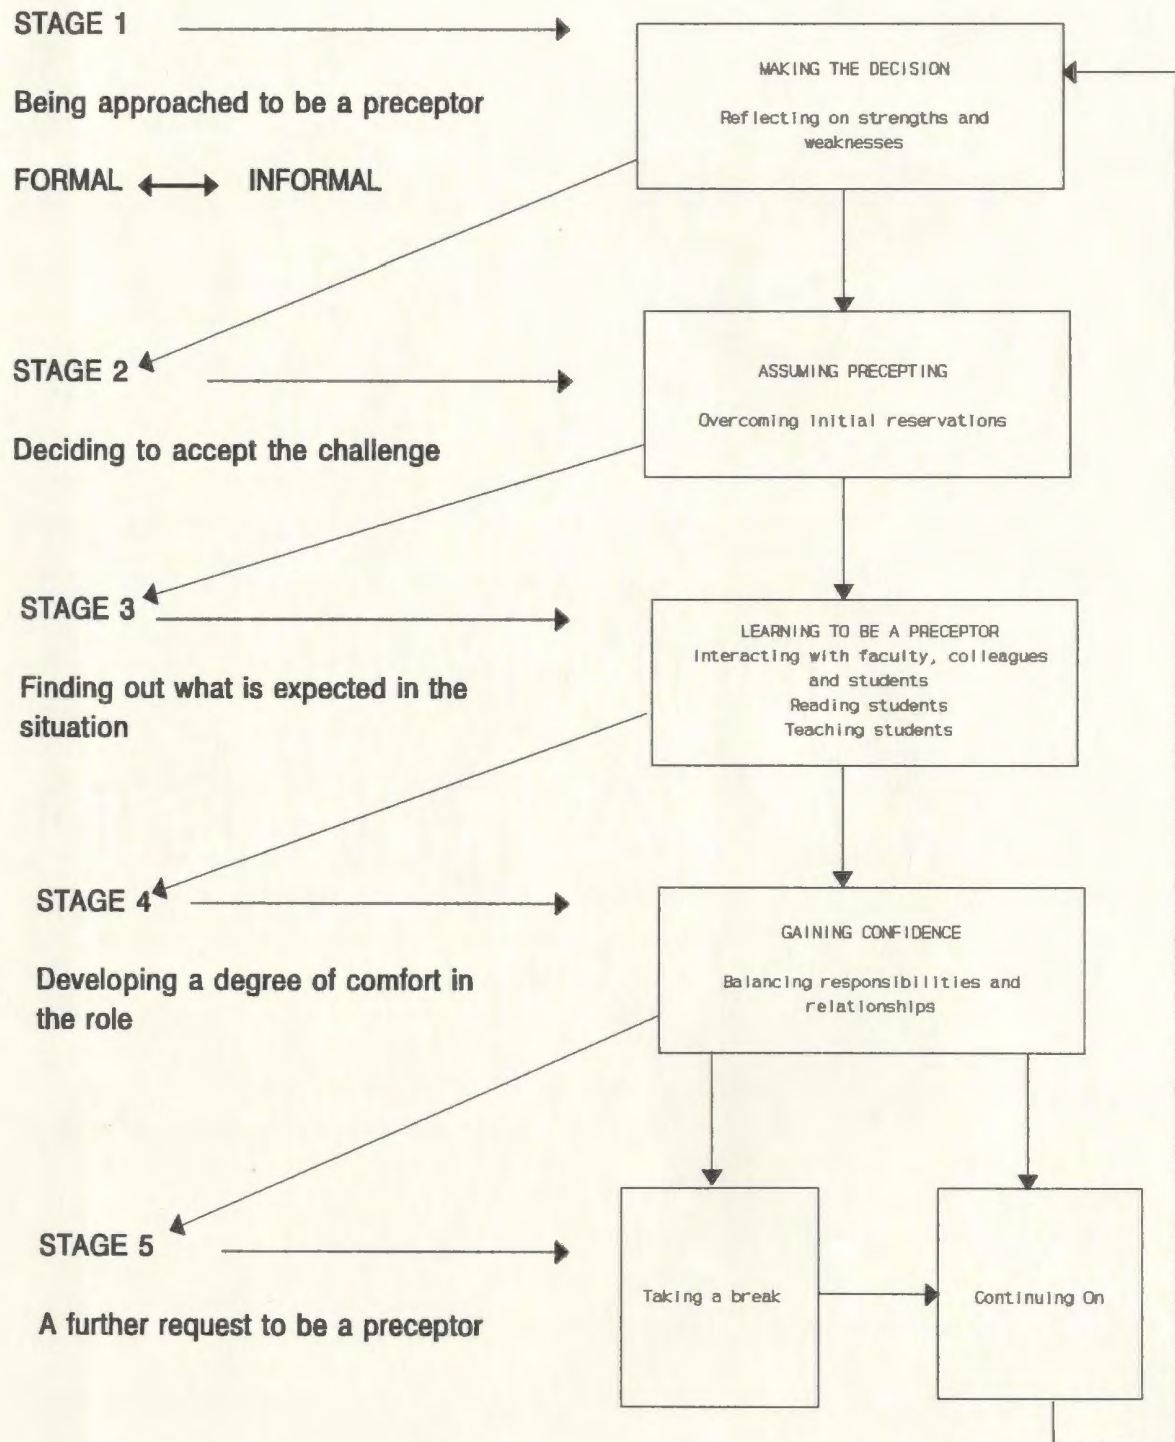 STAGE 1
Being approached to be a preceptor
FORMAL INFORMAL
MAKING THE DECISION
Reflecting on strengths and
weaknesses
STAGE 2
Deciding to accept the challenge
ASSUMING PRECEPTING
Overcoming initial reservations
STAGE 3
Finding out what is expected in the
situation
LEARNING TO BE A PRECEPTOR
Interacting with faculty, colleagues
and students
Reading students
Teaching students
STAGE 4
Developing a degree of comfort in
the role
GAINING CONFIDENCE
Balancing responsibilities and
relationships
STAGE 5
A further request to be a preceptor
Taking a break
Continuing On